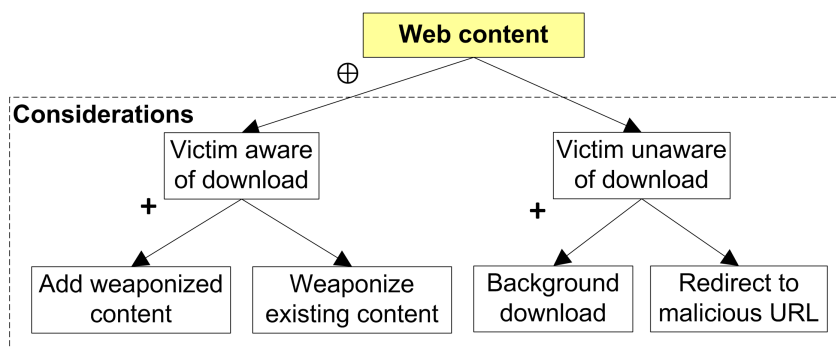 Web content
⊕
Considerations
Victim aware
of download
Victim unaware
of download
+
+
Add weaponized
content
Weaponize
existing content
Background
download
Redirect to
malicious URL